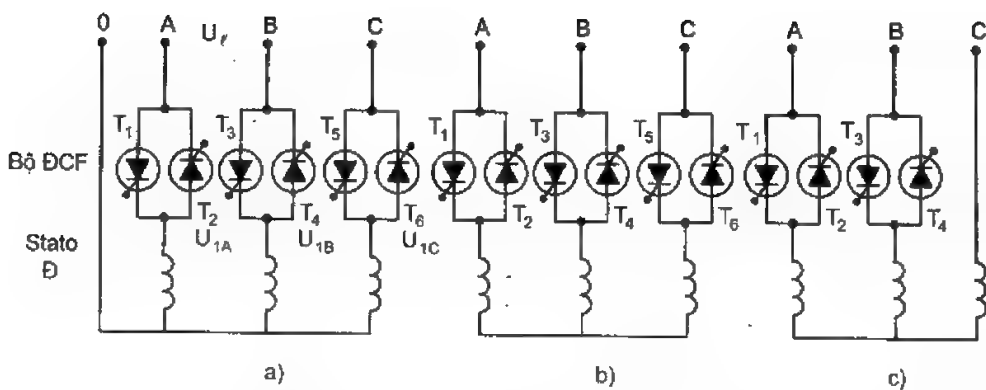 0 A U_ℓ B C A B C A B C
T₁ T₃ T₅ T₁ T₃ T₅ T₁ T₃
Bộ ĐCF
T₂ T₄ T₆ T₂ T₄ T₆ T₂ T₄
U₁A U₁B U₁C
Stato
Đ
a) b) c)